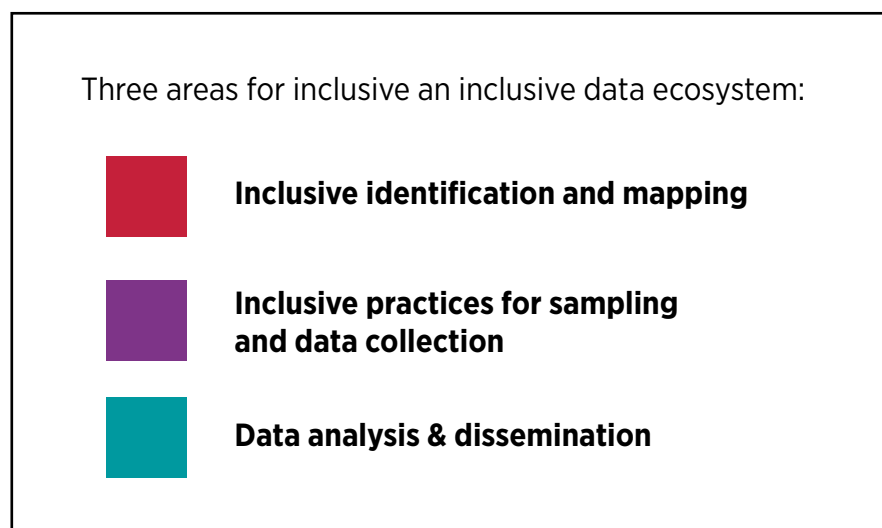 Three areas for inclusive an inclusive data ecosystem:
Inclusive identification and mapping
Inclusive practices for sampling
and data collection
Data analysis & dissemination